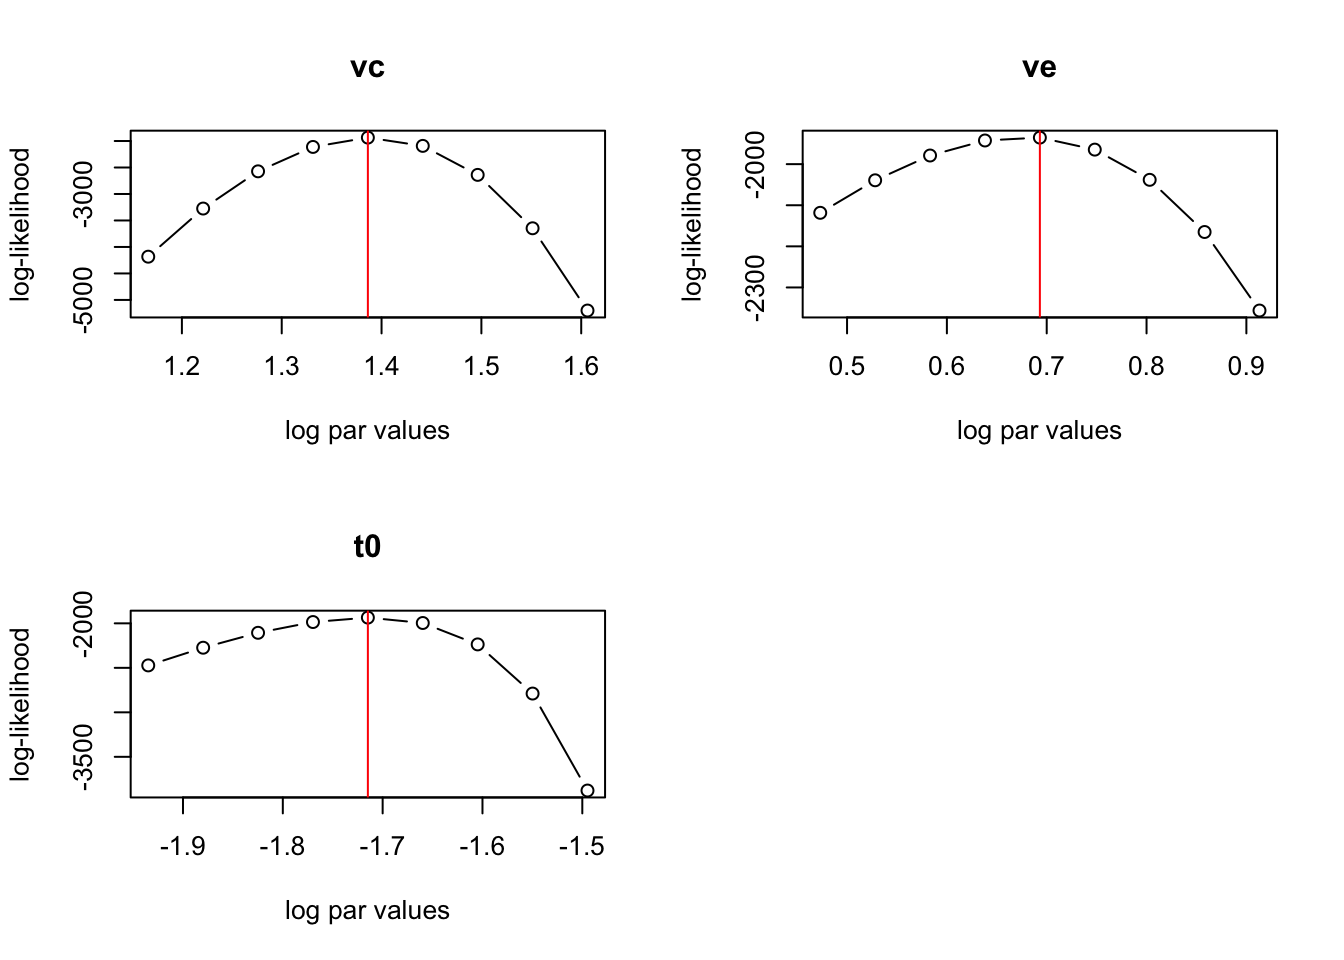 vc
log-likelihood
-3000
-5000
1.2 1.3 1.4 1.5 1.6
log par values
ve
log-likelihood
-2000
-2300
0.5 0.6 0.7 0.8 0.9
log par values
t0
log-likelihood
-2000
-3500
-1.9 -1.8 -1.7 -1.6 -1.5
log par values